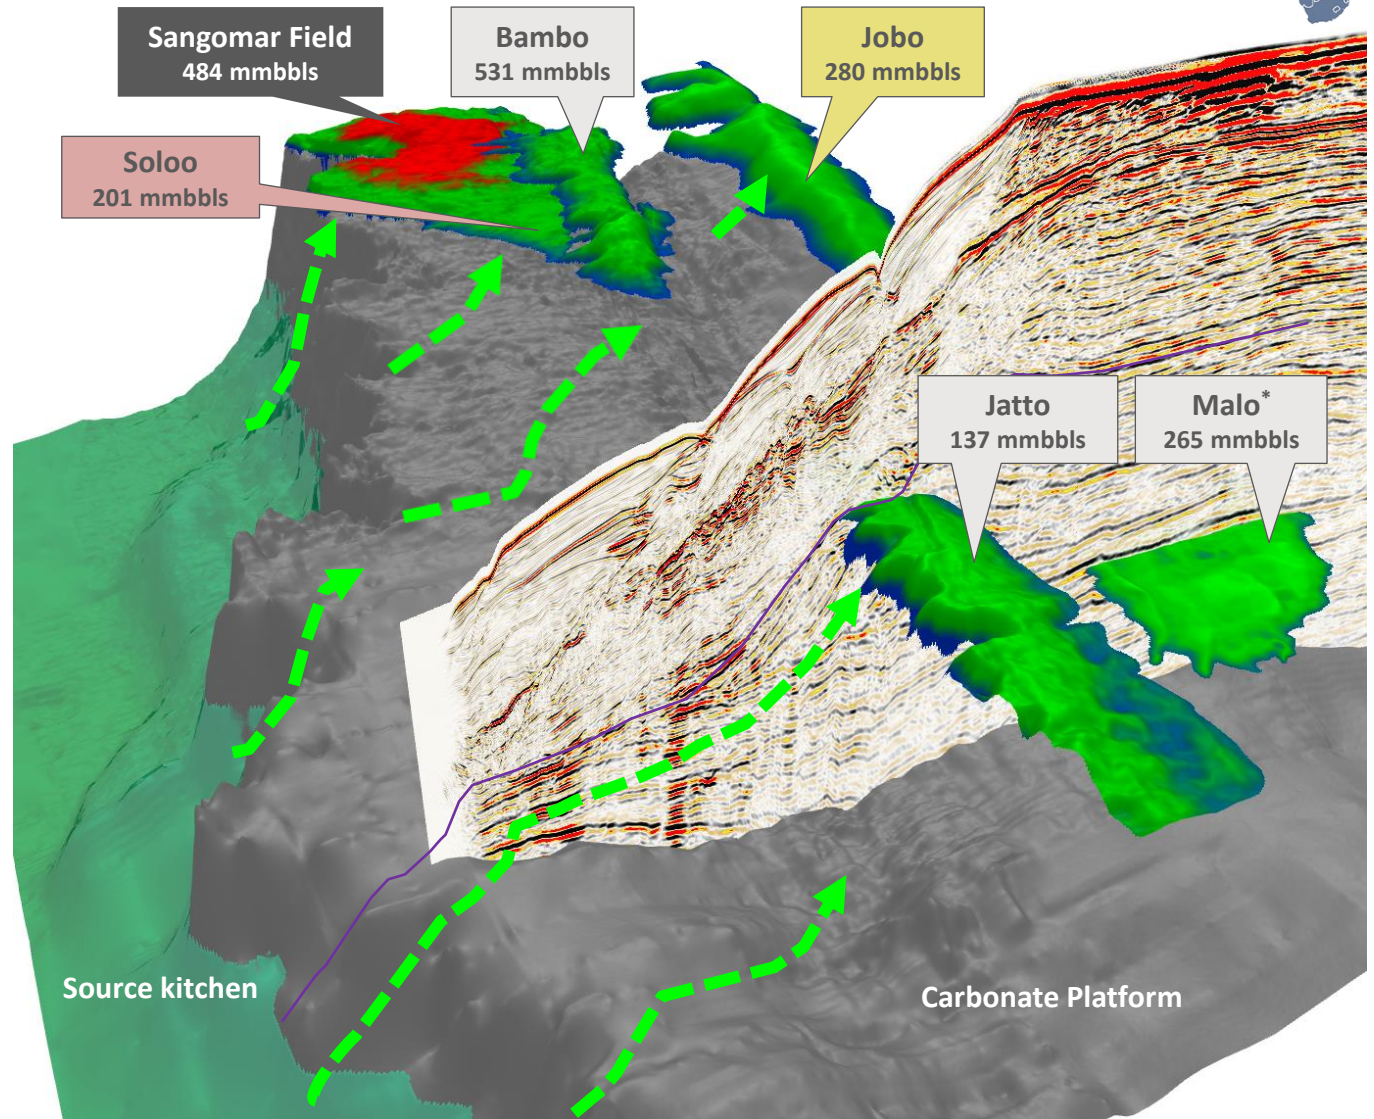 Sangomar Field
484 mmbbls
Bambo
531 mmbbls
Jobo
280 mmbbls
Soloo
201 mmbbls
Jatto
137 mmbbls
Malo*
265 mmbbls
Source kitchen
Carbonate Platform